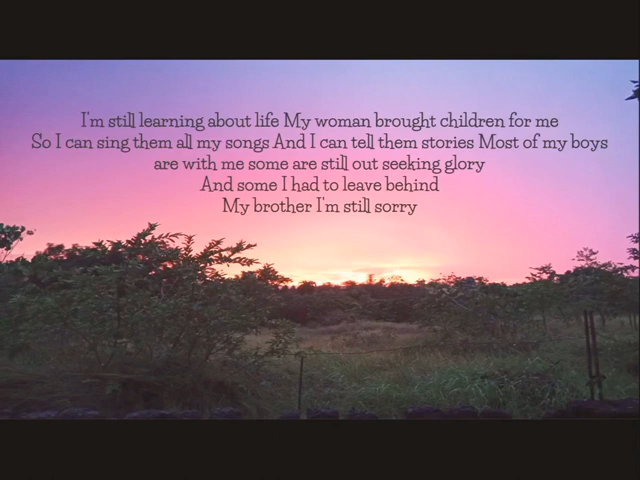 I'm still learning about life My woman brought children for me
So I can sing them all my songs And I can tell them stories Most of my boys
are with me some are still out seeking glory
And some I had to leave behind
My brother I'm still sorry